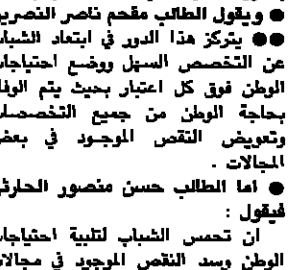 ● ويقول الطالب مقحم ناصر النصرين
●● يتركز هذا الدور في ابتعاد الشباب
عن التخصص السهل ووضع احتياجات
الوطن فوق كل اعتبار بحيث يتم الوفاء
بحاجة الوطن من جميع التخصصات
وتعويض النقص الموجود في بعض
المجالات .
● اما الطالب حسن منصور الحارثي
فيقول :
ان تحمس الشباب لتلبية احتياجات
الوطن وسد النقص الموجود في مجالات